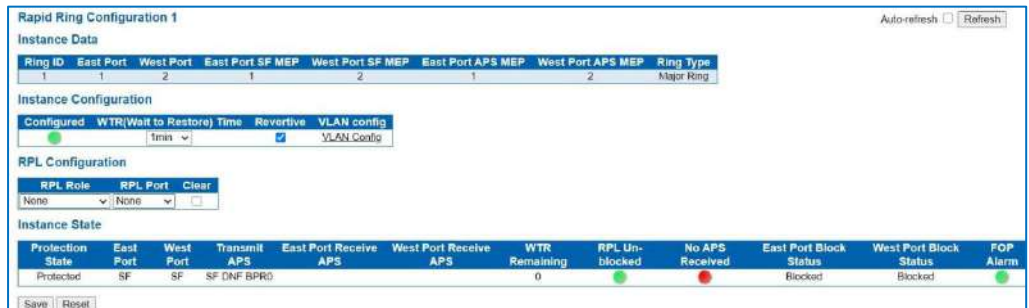 Rapid Ring Configuration 1
Auto-refresh Refresh
Instance Data
Ring ID East Port West Port East Port SF MEP West Port SF MEP East Port APS MEP West Port APS MEP Ring Type
1 1 2 1 2 1 2 Major Ring
Instance Configuration
Configured WTR(Wait to Restore) Time Revertive VLAN config
1min VLAN Config
RPL Configuration
RPL Role RPL Port Clear
None None
Instance State
Protection State East Port West Port Transmit APS East Port Receive APS West Port Receive APS WTR Remaining RPL Un-blocked No APS Received East Port Block Status West Port Block Status FOP Alarm
Protected SF SF SF DNF BPR0 0 Blocked Blocked
Save Reset